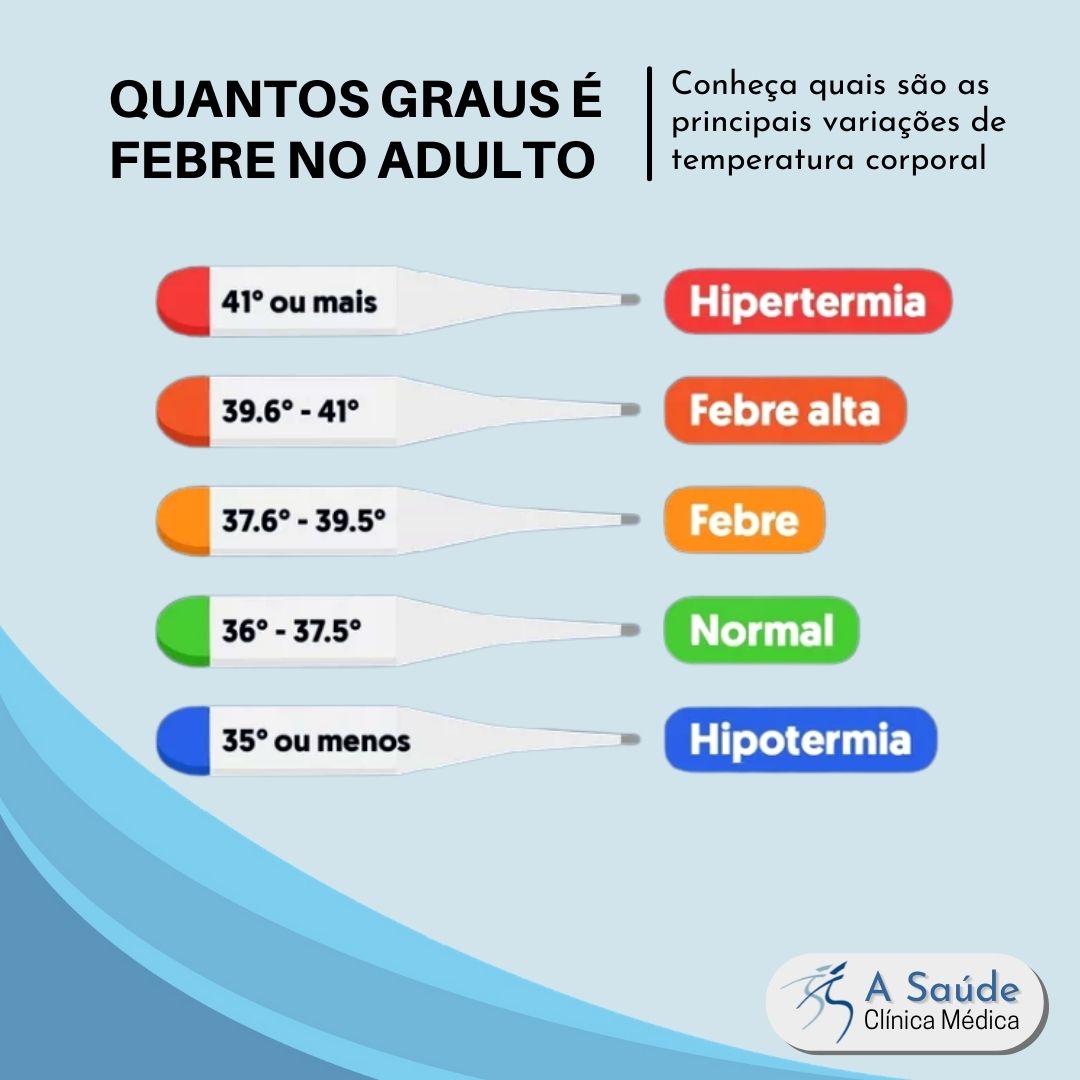 QUANTOS GRAUS É
FEBRE NO ADULTO
Conheça quais são as
principais variações de
temperatura corporal
41° ou mais
Hipertermia
39.6° - 41°
Febre alta
37.6° - 39.5°
Febre
36° - 37.5°
Normal
35° ou menos
Hipotermia
A Saúde
Clínica Médica